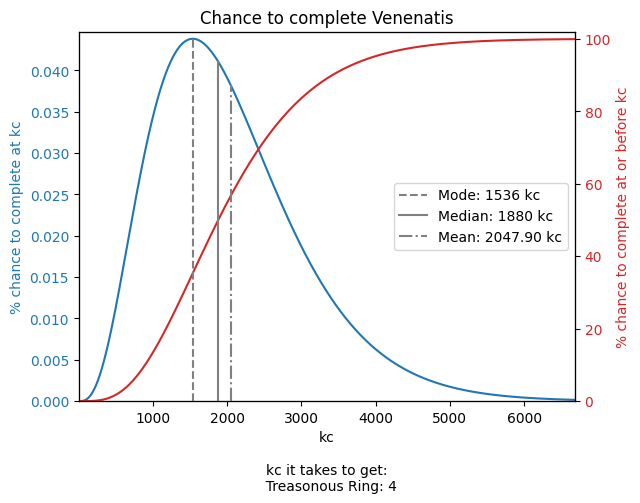 Chance to complete Venenatis
% chance to complete at kc
0.040
0.035
0.030
0.025
0.020
0.015
0.010
0.005
0.000
100
80
60
40
20
0
% chance to complete at or before kc
Mode: 1536 kc
Median: 1880 kc
Mean: 2047.90 kc
1000 2000 3000 4000 5000 6000
kc
kc it takes to get:
Treasonous Ring: 4